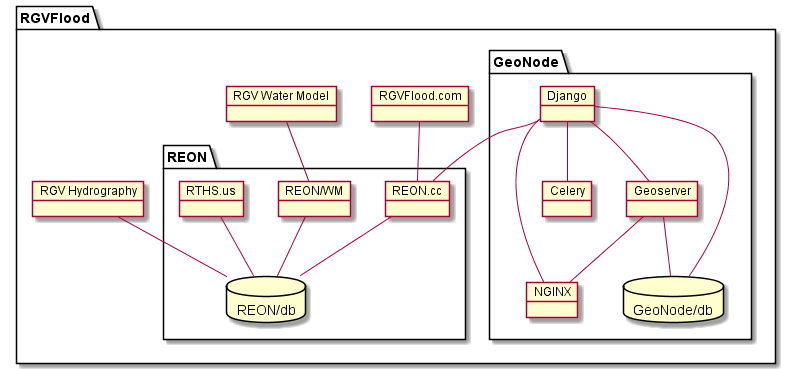 RGVFlood
GeoNode
RGV Water Model
RGVFlood.com
Django
REON
RGV Hydrography
RTHS.us
REON/WM
REON.cc
Celery
Geoserver
REON/db
NGINX
GeoNode/db